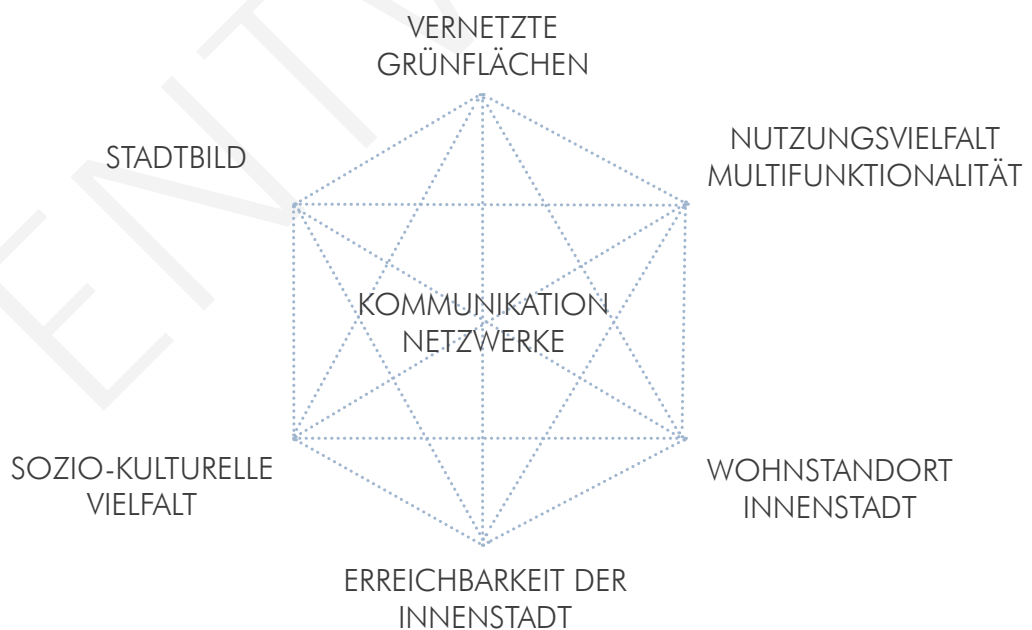 VERNETZTE
GRÜNFLÄCHEN
STADTBILD
NUTZUNGSVIELFALT
MULTIFUNKTIONALITÄT
KOMMUNIKATION
NETZWERKE
SOZIO-KULTURELLE
VIELFALT
WOHNSTANDORT
INNENSTADT
ERREICHBARKEIT DER
INNENSTADT